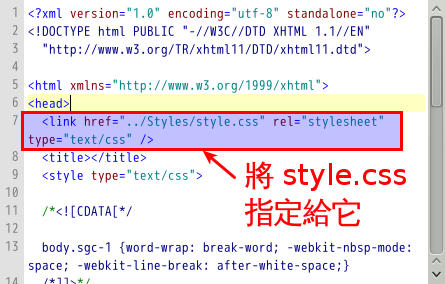 1 <?xml version="1.0" encoding="utf-8" standalone="no"?>
2 <!DOCTYPE html PUBLIC "-//W3C//DTD XHTML 1.1//EN"
3 "http://www.w3.org/TR/xhtml11/DTD/xhtml11.dtd">
4
5 <html xmlns="http://www.w3.org/1999/xhtml">
6 <head>
7 <link href="../Styles/style.css" rel="stylesheet"
type="text/css" />
8 <title></title>
9 <style type="text/css">
10
將 style.css
指定給它
11 /*<![CDATA[*/
12
13 body.sgc-1 {word-wrap: break-word; -webkit-nbsp-mode:
space; -webkit-line-break: after-white-space;}
14 /*]]>*/